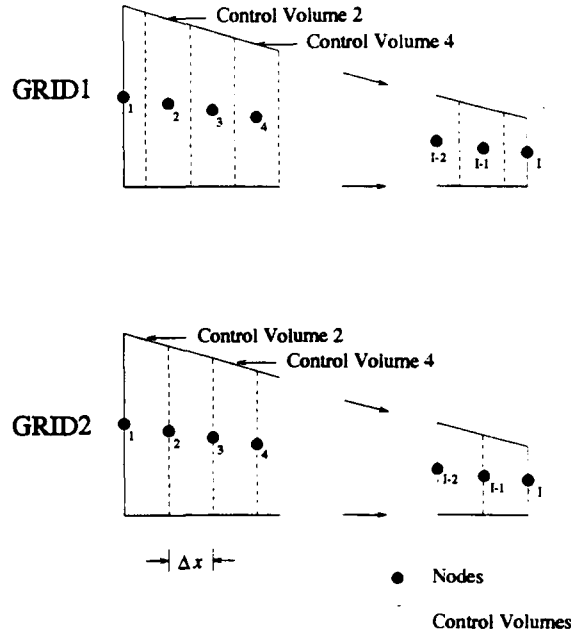 Control Volume 2
Control Volume 4
GRID1
1
2
3
4
I-2
I-1
I
Control Volume 2
Control Volume 4
GRID2
1
2
3
4
I-2
I-1
I
Δx
Nodes
Control Volumes